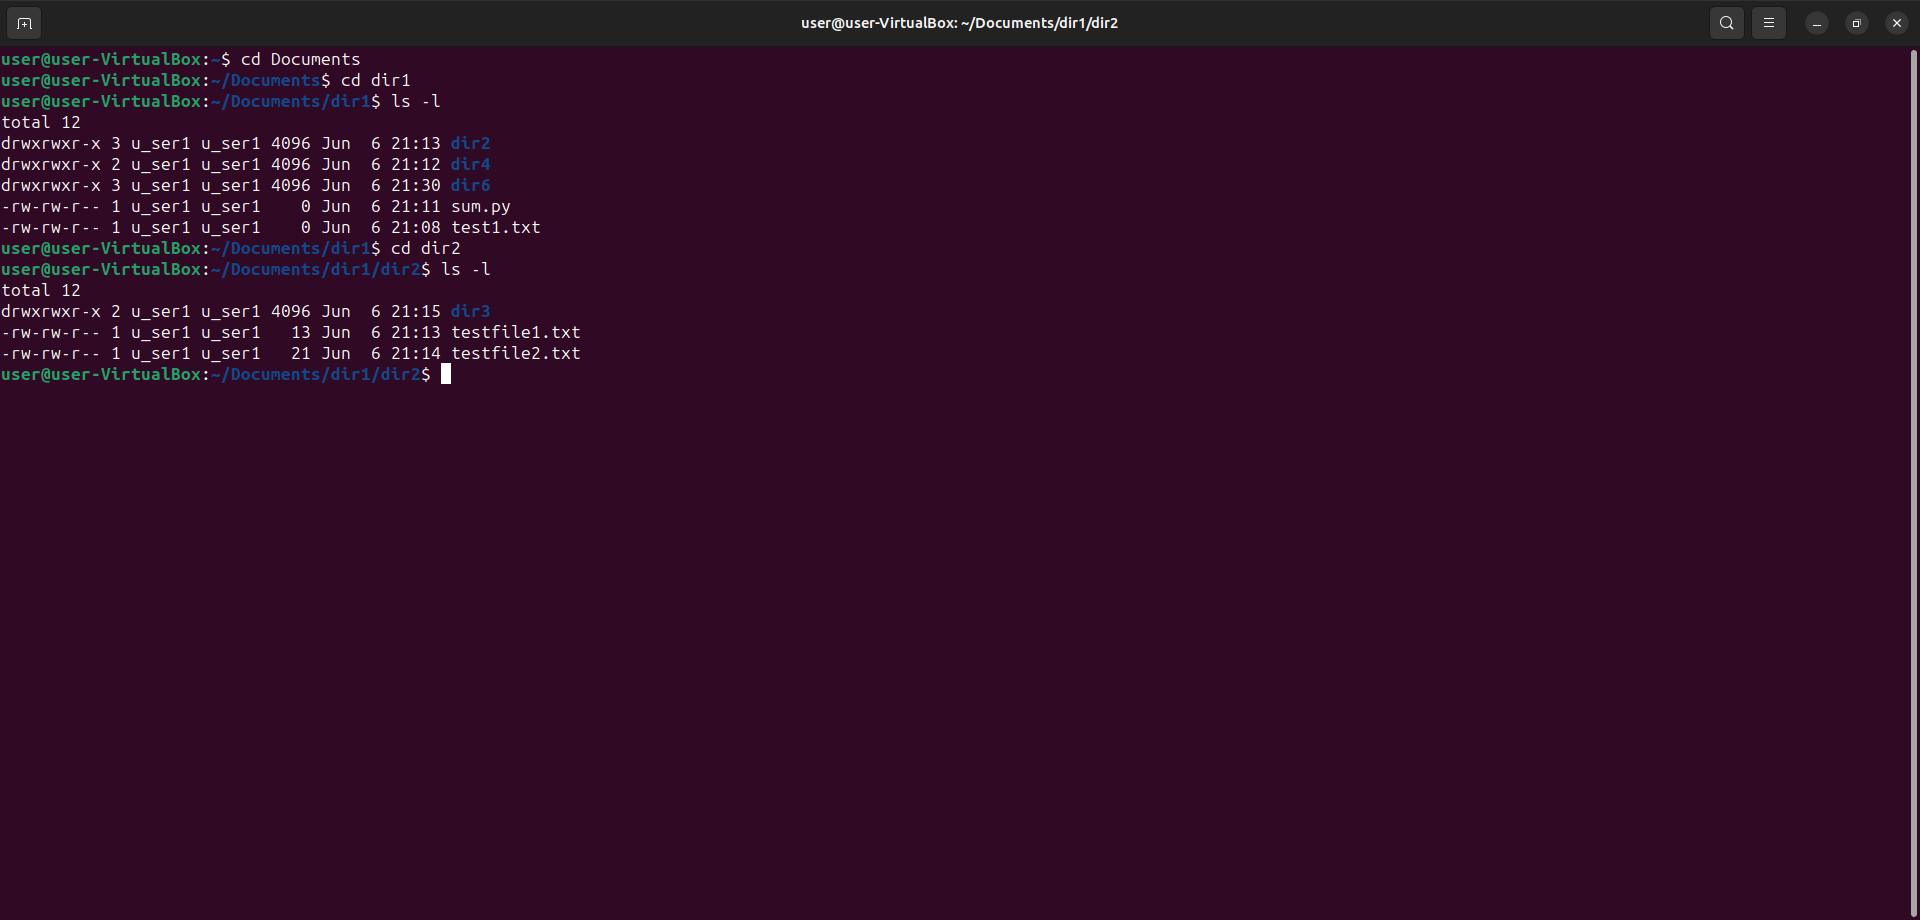 user@user-VirtualBox: ~/Documents/dir1/dir2
user@user-VirtualBox:~$ cd Documents
user@user-VirtualBox:~/Documents$ cd dir1
user@user-VirtualBox:~/Documents/dir1$ ls -l
total 12
drwxrwxr-x 3 u_ser1 u_ser1 4096 Jun  6 21:13 dir2
drwxrwxr-x 2 u_ser1 u_ser1 4096 Jun  6 21:12 dir4
drwxrwxr-x 3 u_ser1 u_ser1 4096 Jun  6 21:30 dir6
-rw-rw-r-- 1 u_ser1 u_ser1    0 Jun  6 21:11 sum.py
-rw-rw-r-- 1 u_ser1 u_ser1    0 Jun  6 21:08 test1.txt
user@user-VirtualBox:~/Documents/dir1$ cd dir2
user@user-VirtualBox:~/Documents/dir1/dir2$ ls -l
total 12
drwxrwxr-x 2 u_ser1 u_ser1 4096 Jun  6 21:15 dir3
-rw-rw-r-- 1 u_ser1 u_ser1   13 Jun  6 21:13 testfile1.txt
-rw-rw-r-- 1 u_ser1 u_ser1   21 Jun  6 21:14 testfile2.txt
user@user-VirtualBox:~/Documents/dir1/dir2$